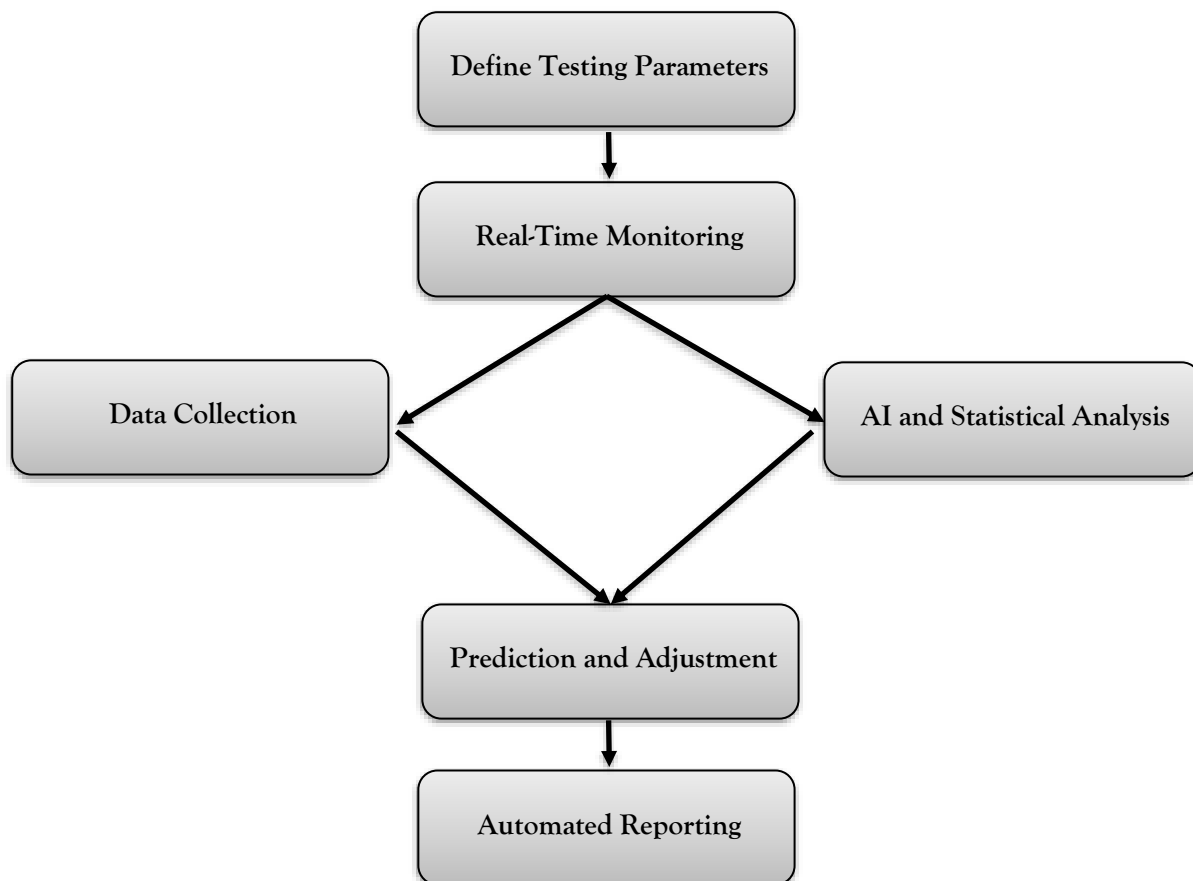 Define Testing Parameters
Real-Time Monitoring
Data Collection
AI and Statistical Analysis
Prediction and Adjustment
Automated Reporting